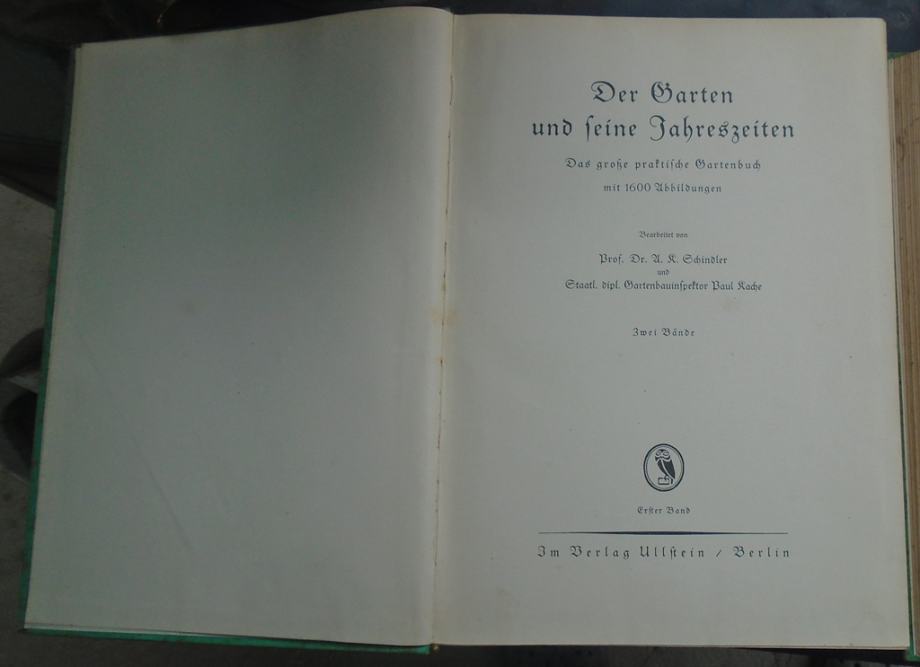 Der Garten
und seine Jahreszeiten
Das große praktische Gartenbuch
mit 1600 Abbildungen
Bearbeitet von
Prof. Dr. A. K. Schindler
und
Staatl. dipl. Gartenbauinspektor Paul Kache
Zwei Bände
Erster Band
Im Verlag Ullstein / Berlin